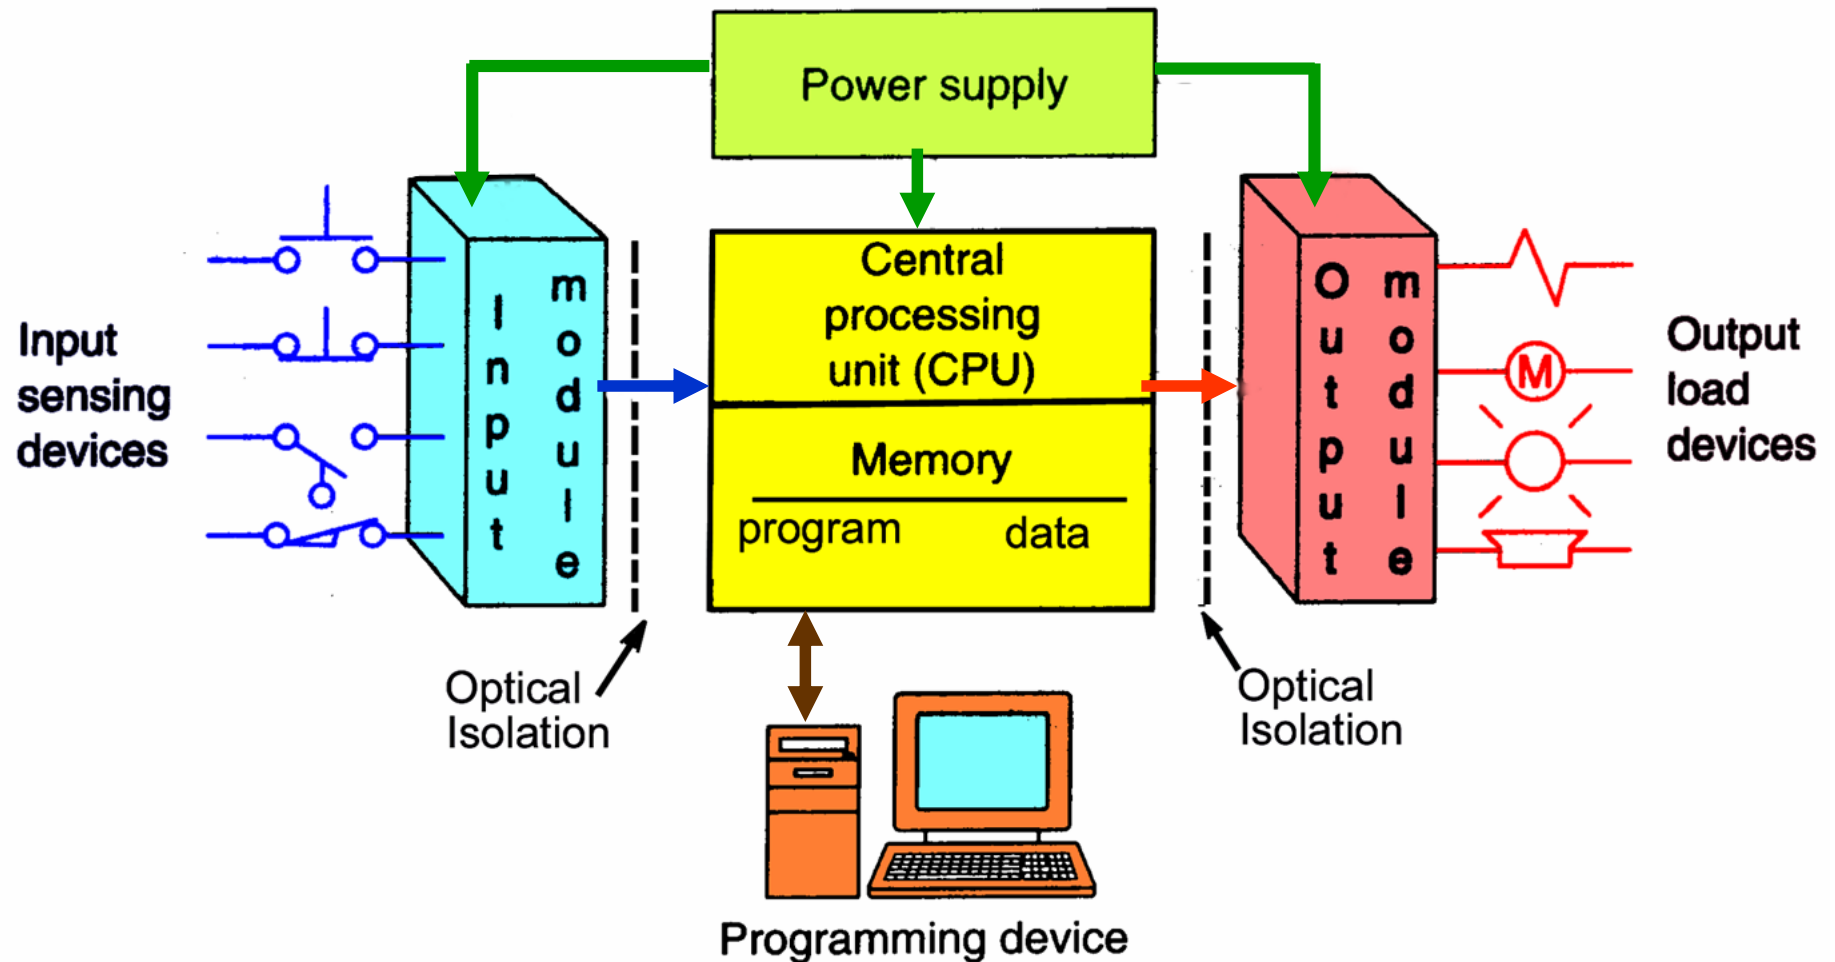 Power supply
Input
sensing
devices
Input
module
Central
processing
unit (CPU)
Memory
program data
Output
module
M
Output
load
devices
Optical
Isolation
Optical
Isolation
Programming device